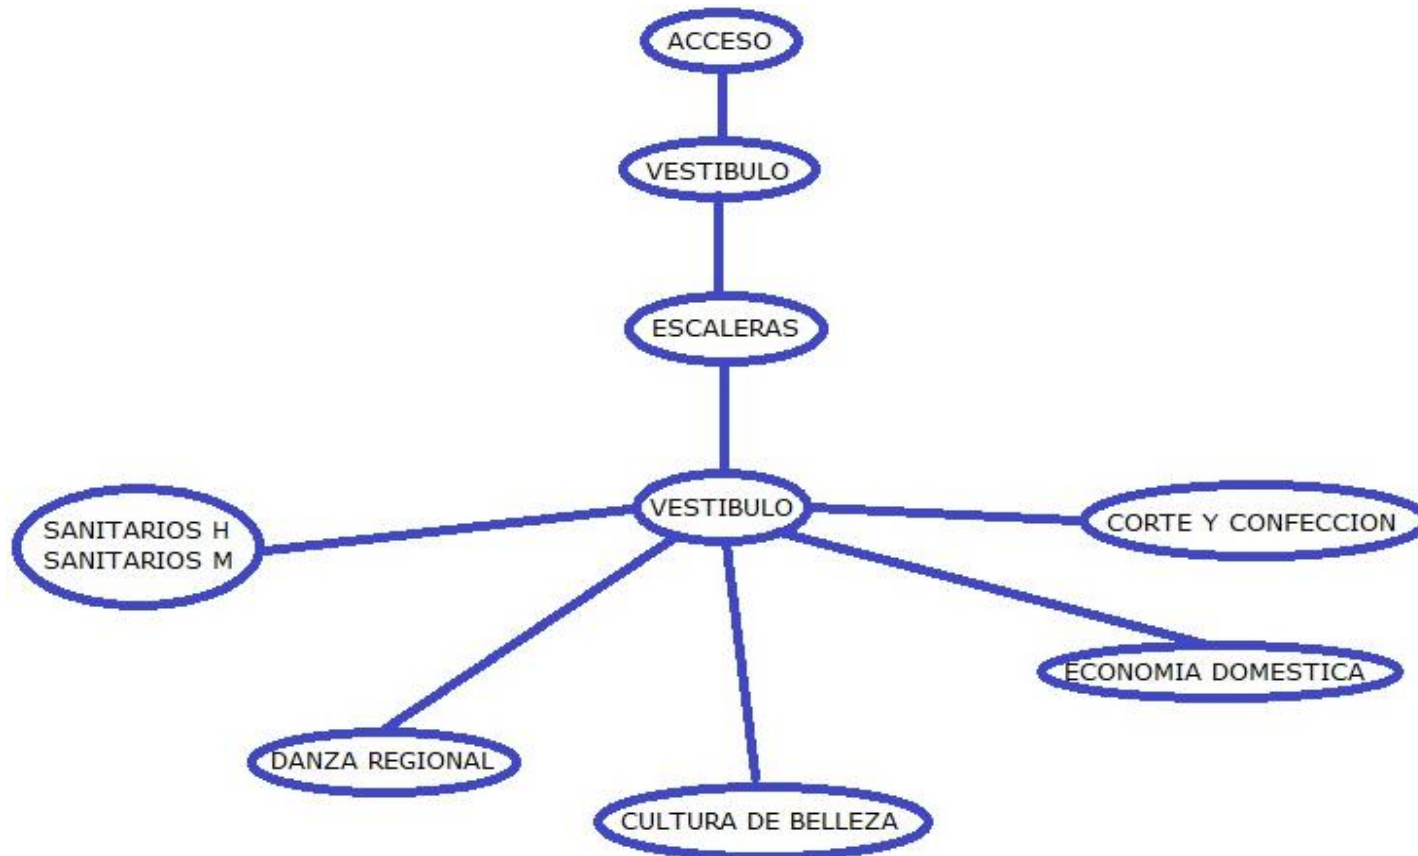 ACCESO
VESTIBULO
ESCALERAS
VESTIBULO
SANITARIOS H
SANITARIOS M
CORTE Y CONFECCION
ECONOMIA DOMESTICA
DANZA REGIONAL
CULTURA DE BELLEZA